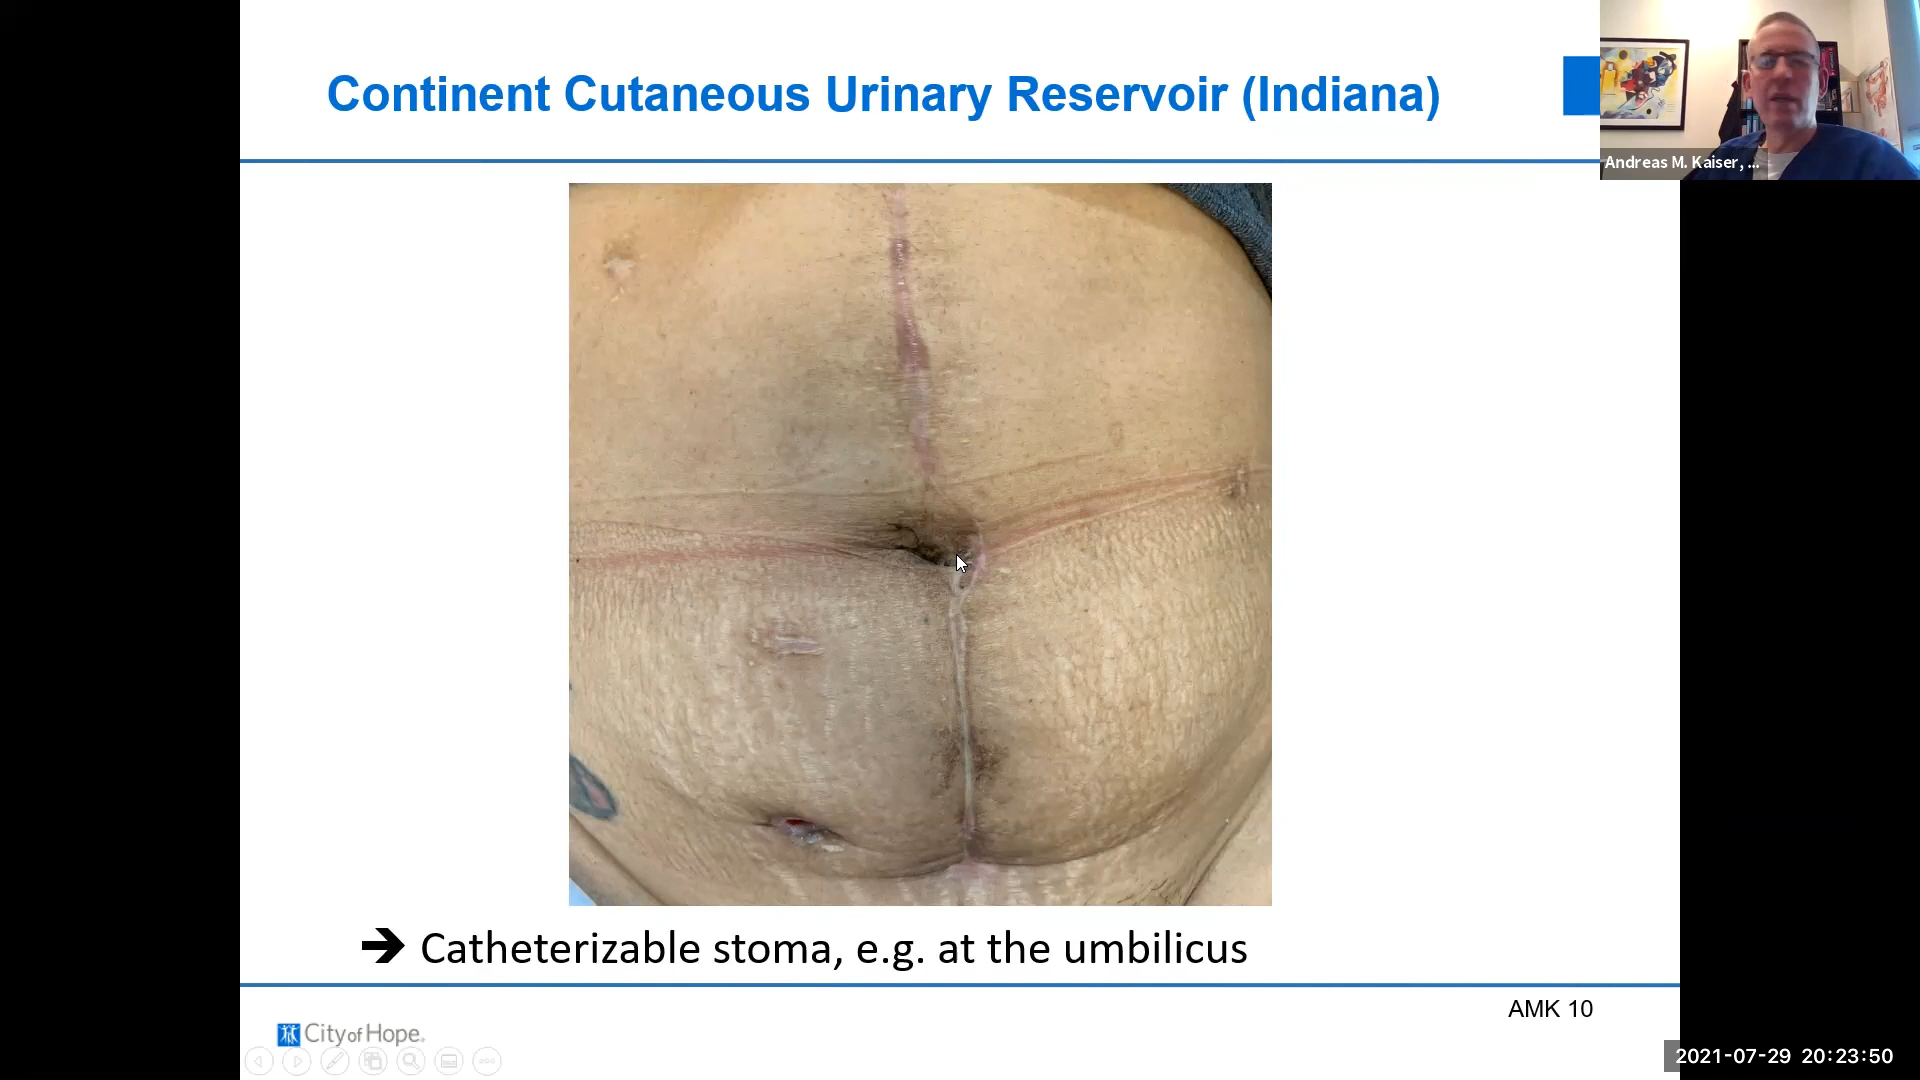 Continent Cutaneous Urinary Reservoir (Indiana)
Andreas M. Kaiser, ...
➔ Catheterizable stoma, e.g. at the umbilicus
AMK 10
City of Hope.
2021-07-29 20:23:50